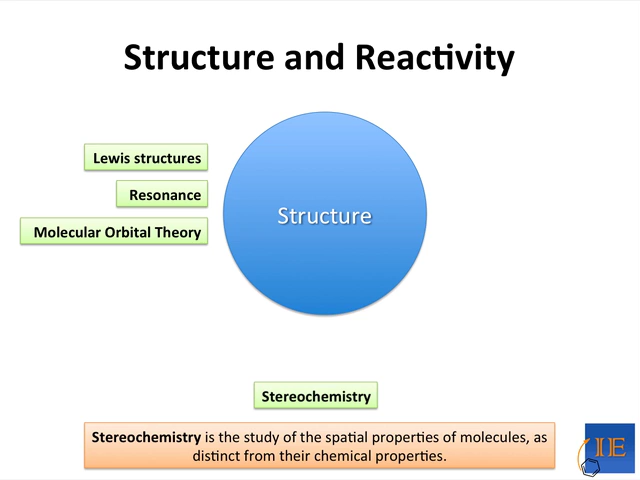 Structure and Reactivity
Lewis structures
Resonance
Molecular Orbital Theory
Structure
Stereochemistry
Stereochemistry is the study of the spatial properties of molecules, as
distinct from their chemical properties.
IE